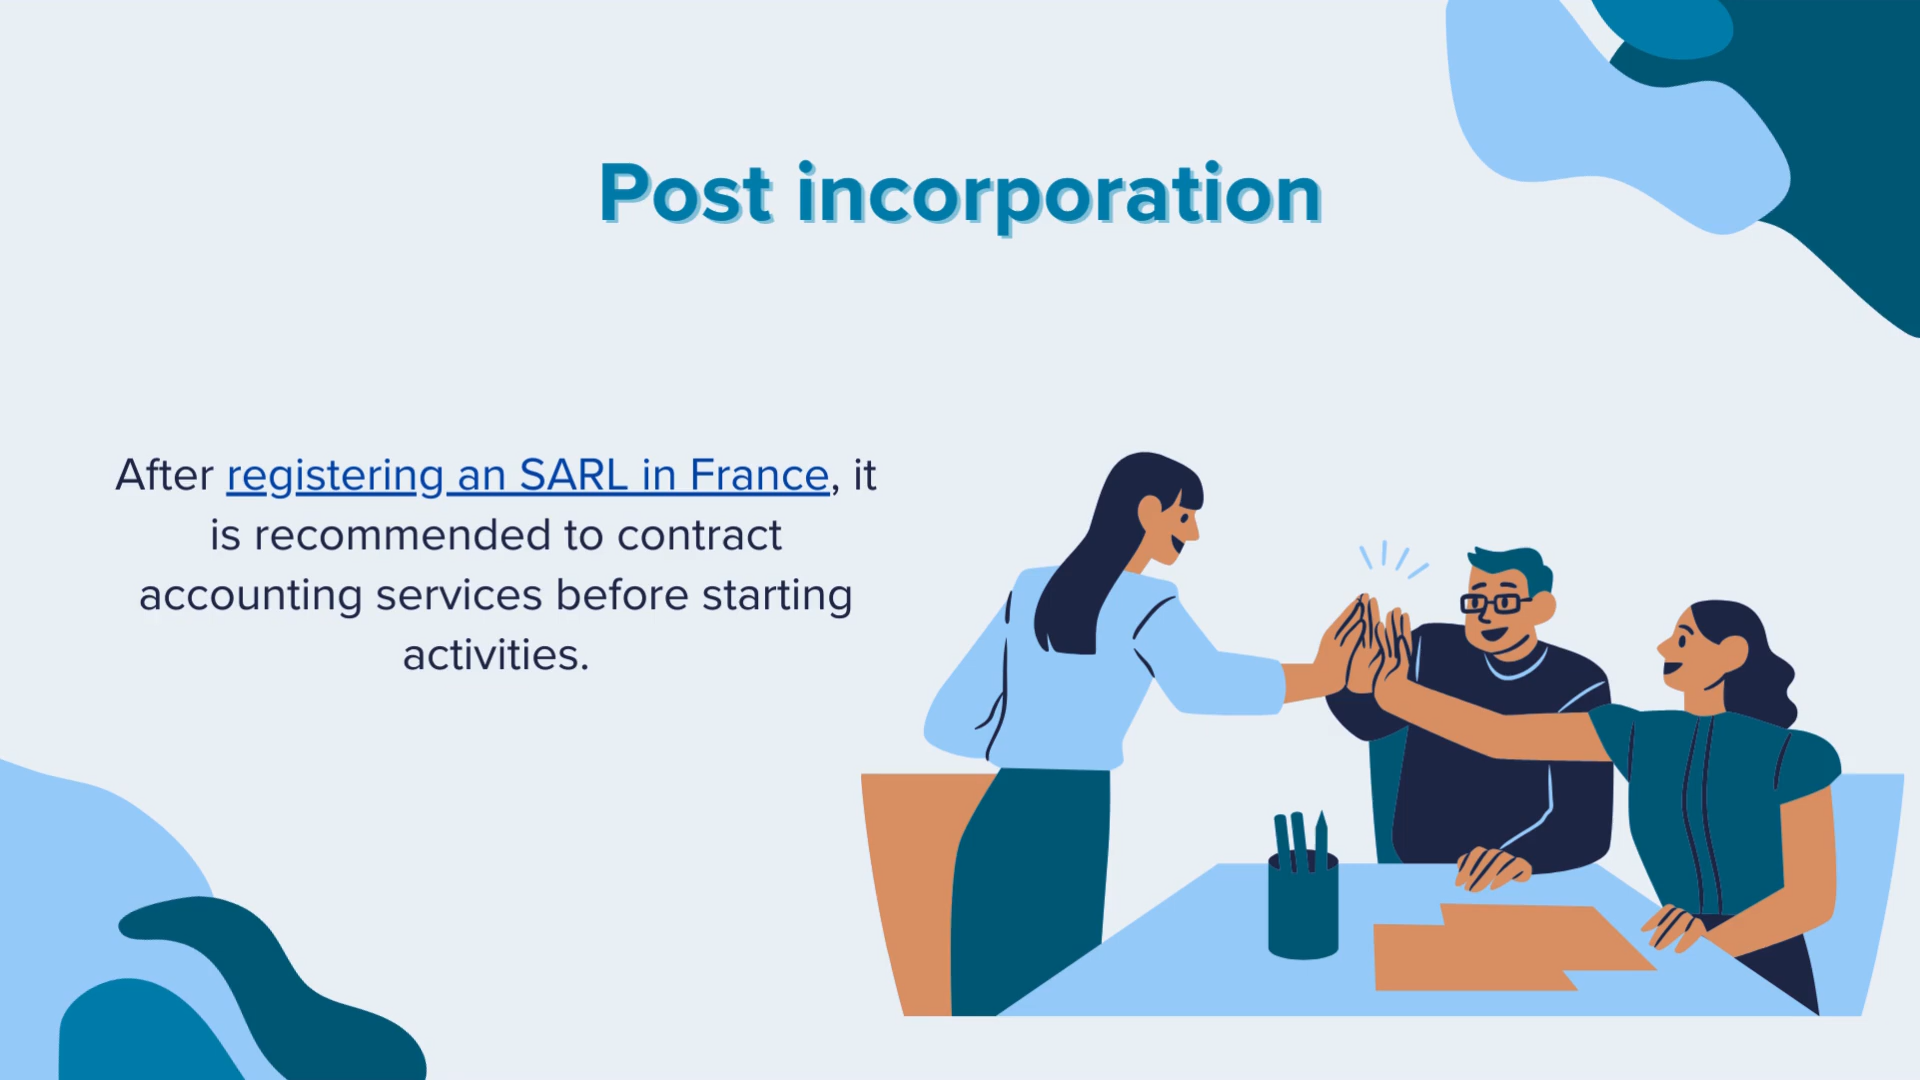 Post incorporation
After registering an SARL in France, it
is recommended to contract
accounting services before starting
activities.